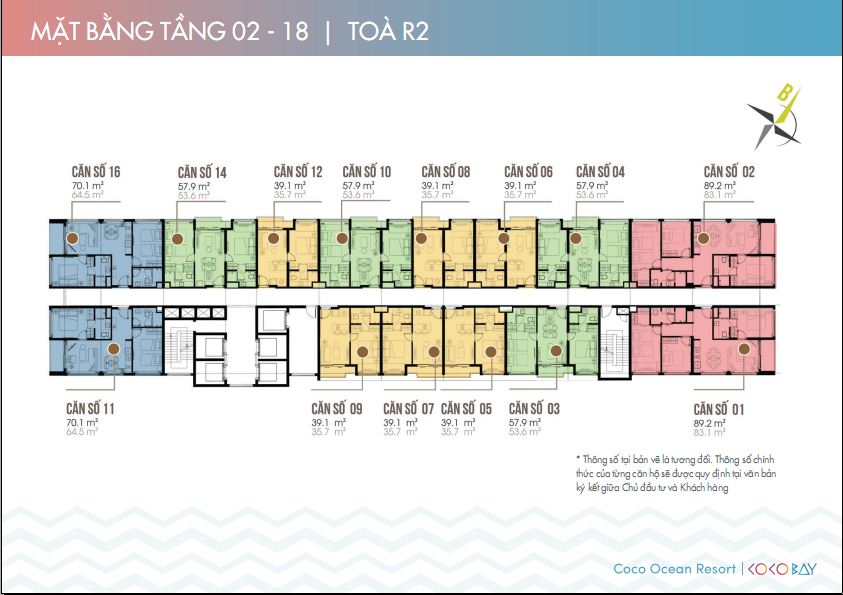 MẶT BẰNG TẦNG 02 - 18 | TOÀ R2
B
CĂN SỐ 16
70.1 m²
64.5 m²
CĂN SỐ 14
57.9 m²
53.6 m²
CĂN SỐ 12
39.1 m²
35.7 m²
CĂN SỐ 10
57.9 m²
53.6 m²
CĂN SỐ 08
39.1 m²
35.7 m²
CĂN SỐ 06
39.1 m²
35.7 m²
CĂN SỐ 04
57.9 m²
53.6 m²
CĂN SỐ 02
89.2 m²
83.1 m²
CĂN SỐ 11
70.1 m²
64.5 m²
CĂN SỐ 09
39.1 m²
35.7 m²
CĂN SỐ 07
39.1 m²
35.7 m²
CĂN SỐ 05
39.1 m²
35.7 m²
CĂN SỐ 03
57.9 m²
53.6 m²
CĂN SỐ 01
89.2 m²
83.1 m²
* Thông số tại bản vẽ là tương đối. Thông số chính
thức của từng căn hộ sẽ được quy định tại văn bản
ký kết giữa Chủ đầu tư và Khách hàng
Coco Ocean Resort | COCOBAY